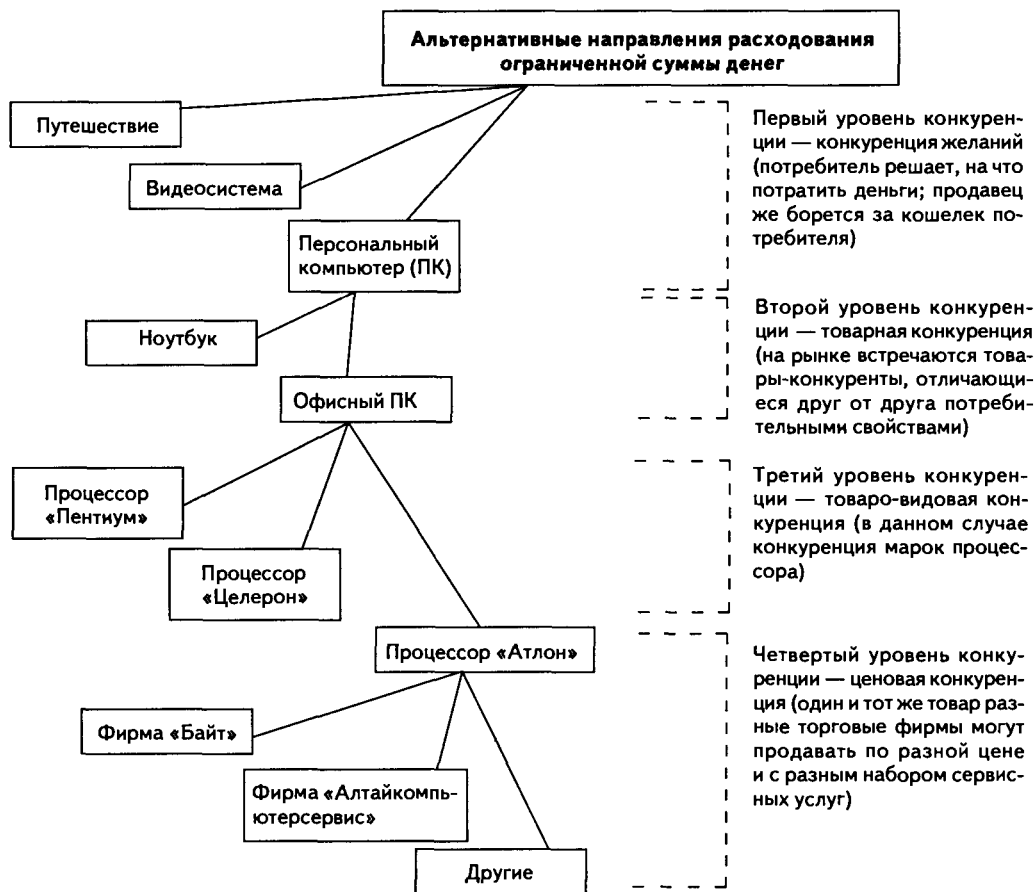 Альтернативные направления расходования
ограниченной суммы денег
Путешествие
Видеосистема
Персональный
компьютер (ПК)
Первый уровень конкурен-
ции — конкуренция желаний
(потребитель решает, на что
потратить деньги; продавец
же борется за кошелек по-
требителя)
Ноутбук
Офисный ПК
Второй уровень конкурен-
ции — товарная конкуренция
(на рынке встречаются това-
ры-конкуренты, отличающи-
еся друг от друга потреби-
тельными свойствами)
Процессор
«Пентиум»
Процессор
«Целерон»
Процессор «Атлон»
Третий уровень конкурен-
ции — товаро-видовая кон-
куренция (в данном случае
конкуренция марок процес-
сора)
Фирма «Байт»
Фирма «Алтайкомпь-
ютерсервис»
Другие
Четвертый уровень конку-
ренции — ценовая конкурен-
ция (один и тот же товар раз-
ные торговые фирмы могут
продавать по разной цене
и с разным набором сервис-
ных услуг)